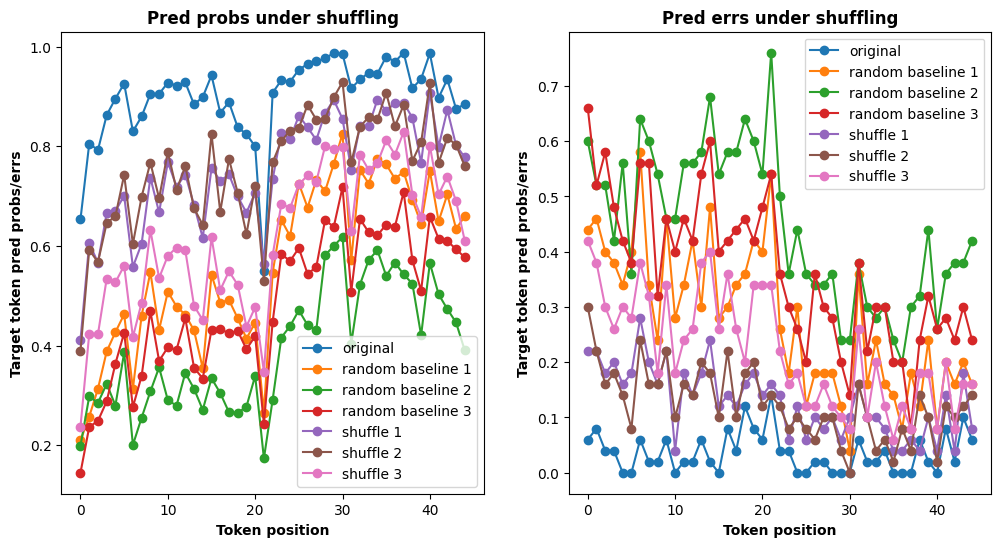 Pred probs under shuffling
Target token pred probs/errs
1.0
0.8
0.6
0.4
0.2
0
10
20
30
40
Token position
original
random baseline 1
random baseline 2
random baseline 3
shuffle 1
shuffle 2
shuffle 3
Pred errs under shuffling
Target token pred probs/errs
0.7
0.6
0.5
0.4
0.3
0.2
0.1
0.0
0
10
20
30
40
Token position
original
random baseline 1
random baseline 2
random baseline 3
shuffle 1
shuffle 2
shuffle 3